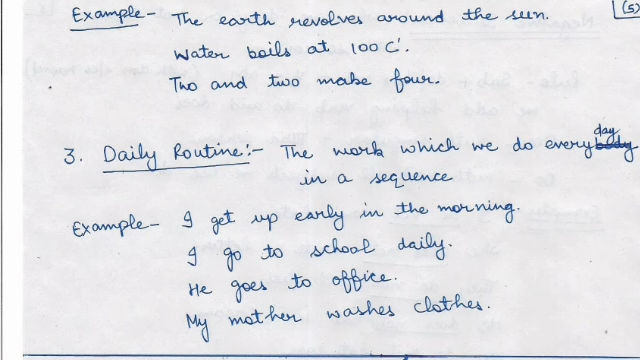 (5)
Example - The earth revolves around the sun.
Water boils at 100 C'.
Two and two make four.
3. Daily Routine:- The work which we do everyday
in a sequence
Example - I get up early in the morning.
I go to school daily.
He goes to office.
My mother washes clothes.